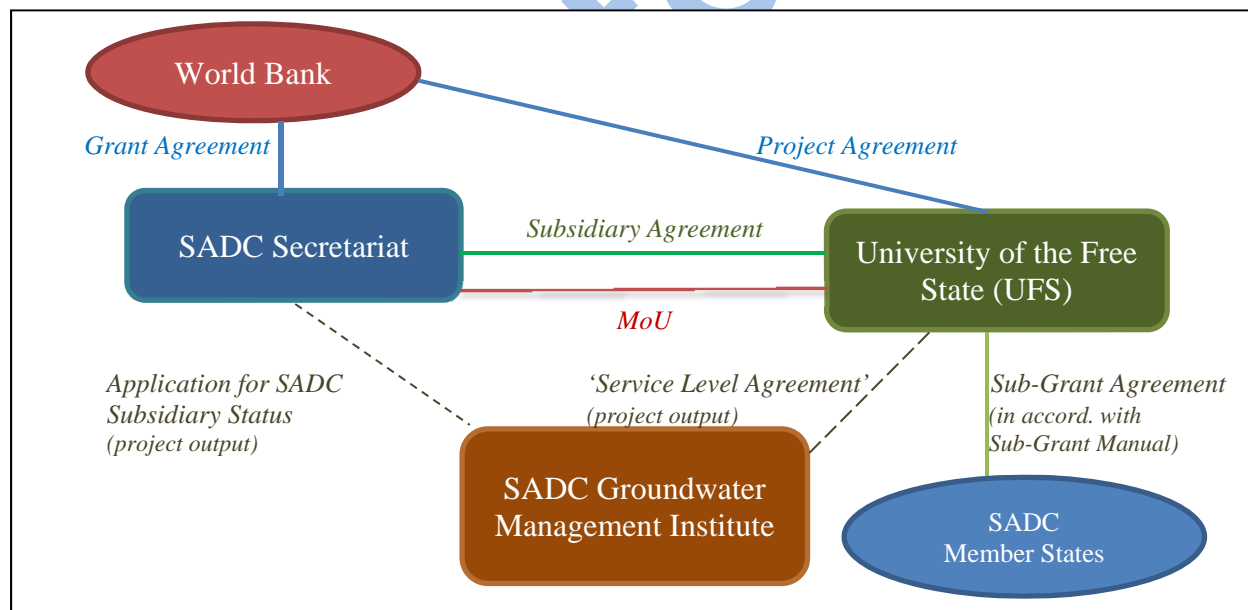 World Bank
Grant Agreement
Project Agreement
SADC Secretariat
Subsidiary Agreement
University of the Free
State (UFS)
MoU
Application for SADC
Subsidiary Status
(project output)
‘Service Level Agreement’
(project output)
Sub-Grant Agreement
(in accord. with
Sub-Grant Manual)
SADC Groundwater
Management Institute
SADC
Member States